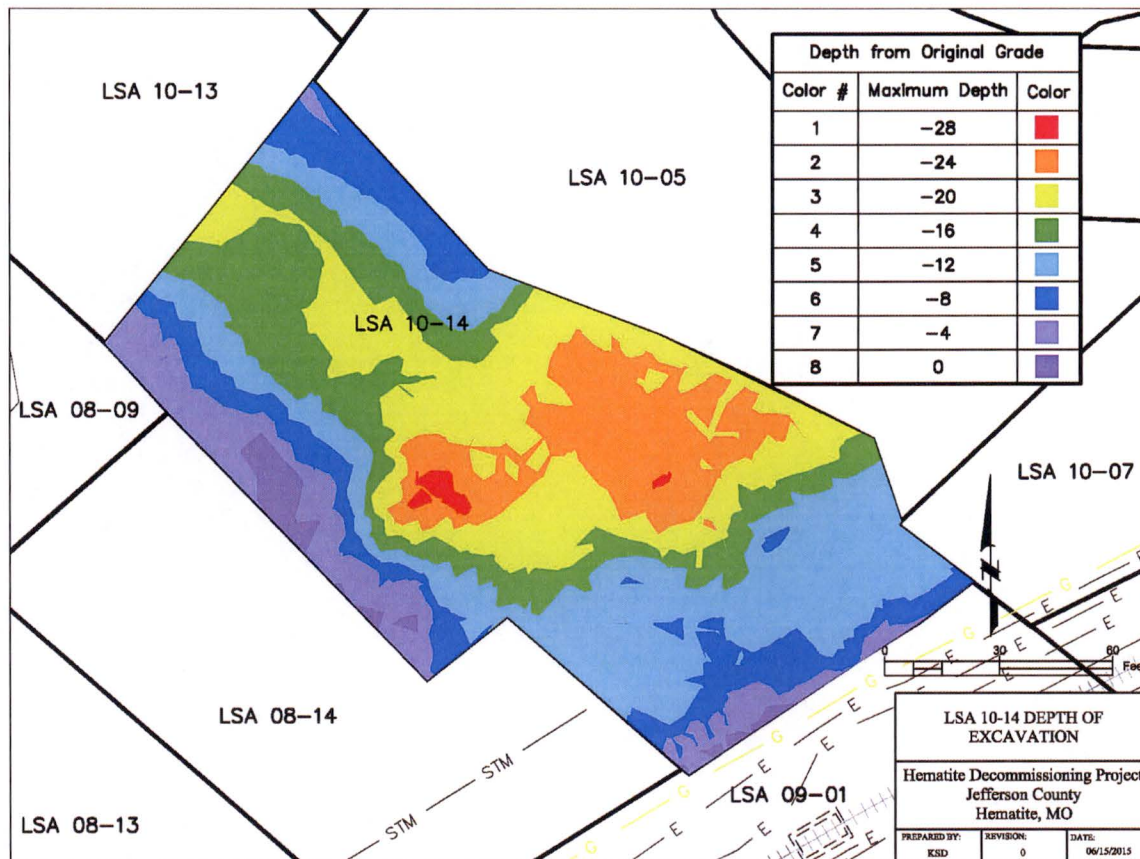 LSA 10-13
LSA 10-05
LSA 10-14
LSA 08-09
LSA 10-07
LSA 08-14
LSA 09-01
LSA 08-13
Depth from Original Grade
Color # Maximum Depth Color
1 -28
2 -24
3 -20
4 -16
5 -12
6 -8
7 -4
8 0
STM
STM
G
G
G
G
G
E
E
E
E
E
E
E
E
E
N
0 30 60
LSA 10-14 DEPTH OF
EXCAVATION
Hematite Decommissioning Project
Jefferson County
Hematite, MO
PREPARED BY: REVISION: DATE:
KSD 0 06/15/2015